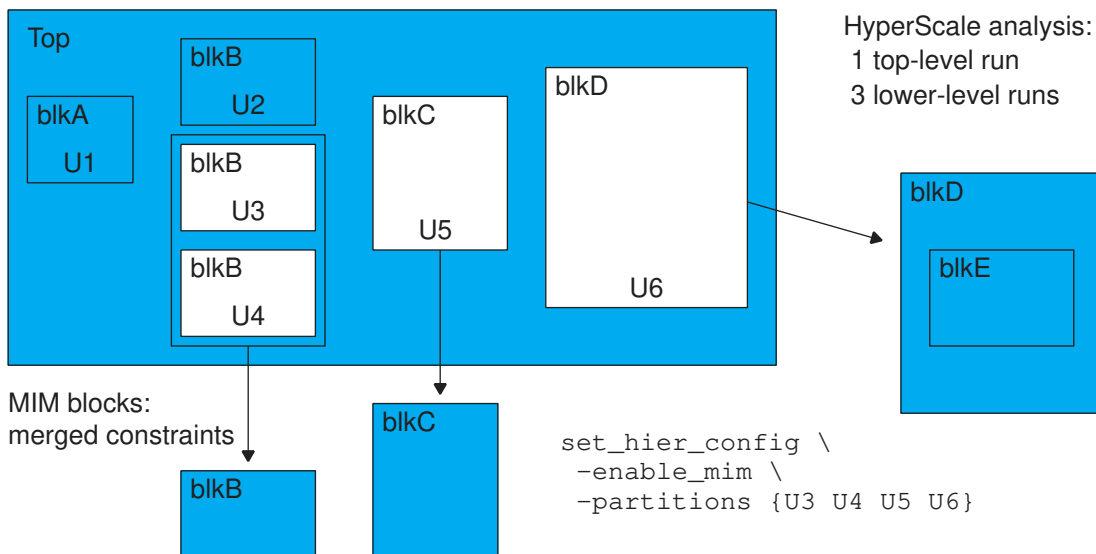 Top
blkA
U1
blkB
U2
blkB
U3
blkB
U4
blkC
U5
blkD
U6
HyperScale analysis:
1 top-level run
3 lower-level runs
blkD
blkE
MIM blocks:
merged constraints
blkB
blkC
set_hier_config \
-enable_mim \
-partitions {U3 U4 U5 U6}